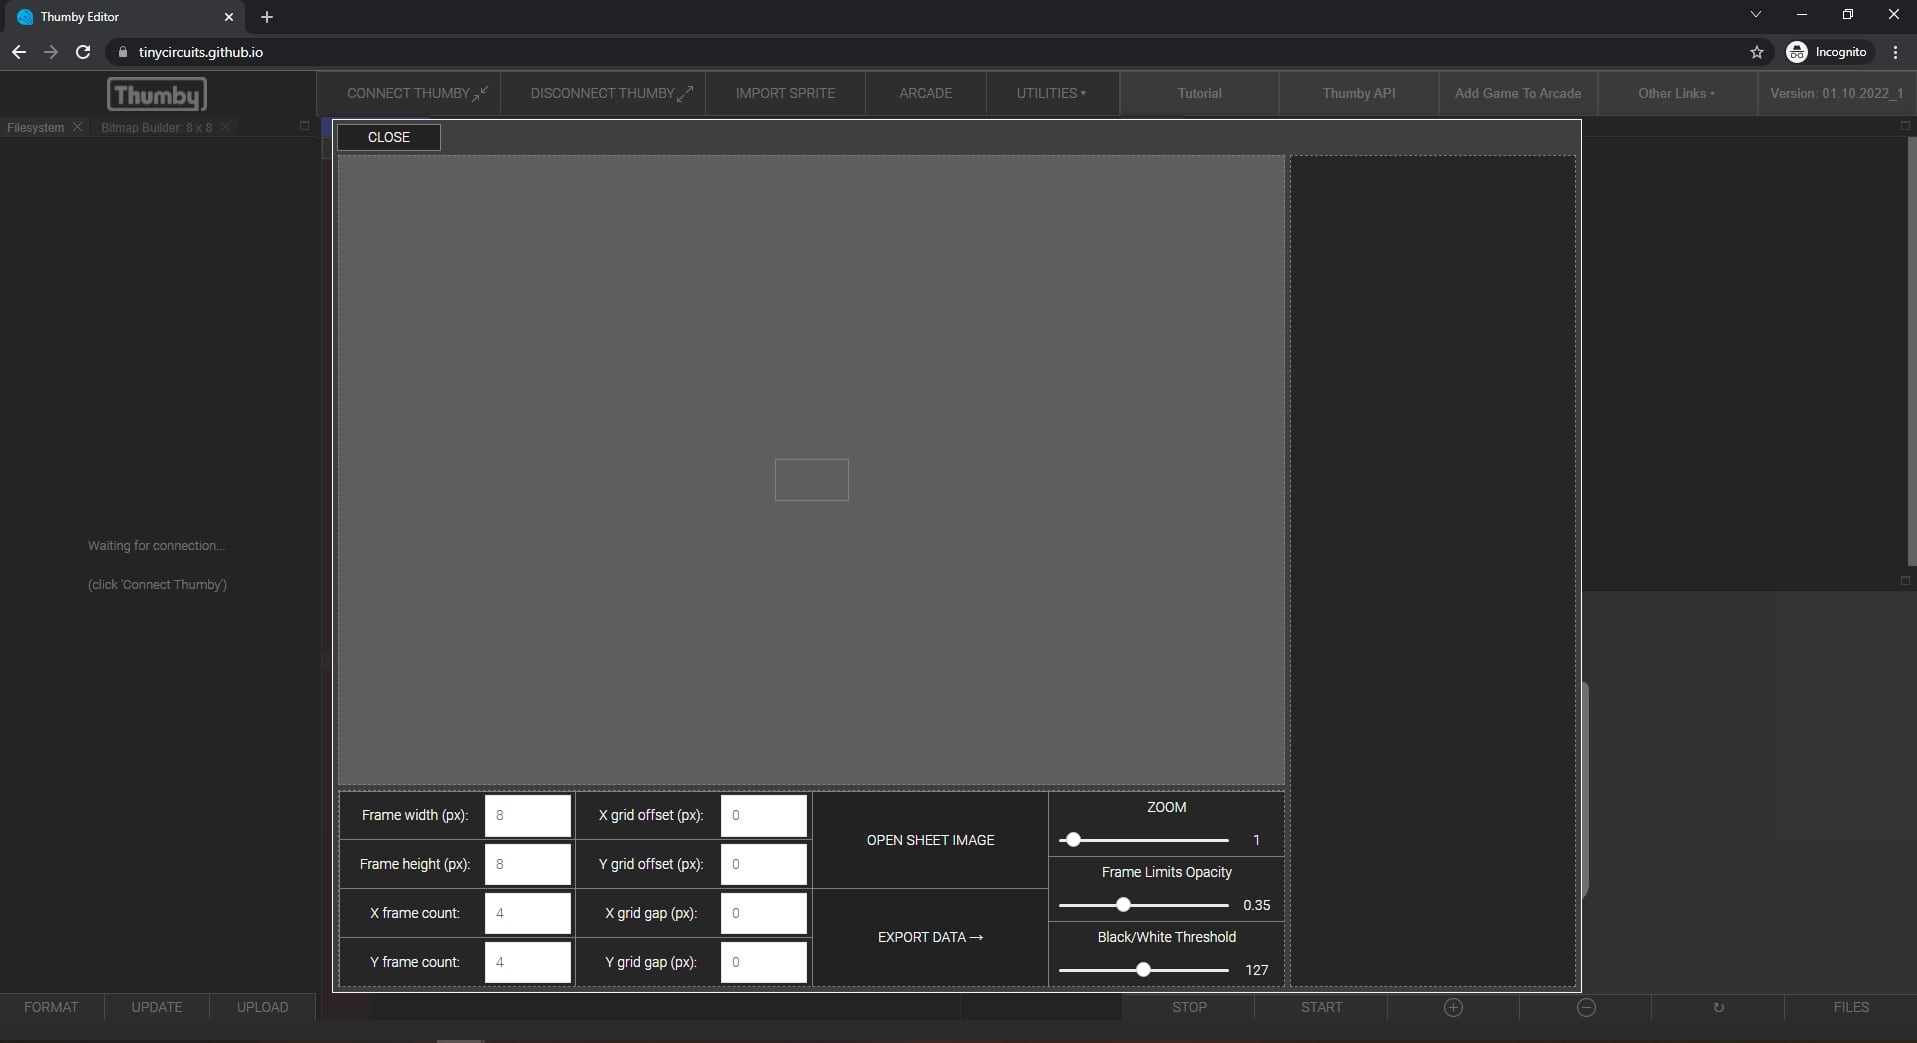 Thumby Editor
tinycircuits.github.io
Incognito
Thumby
CONNECT THUMBY
DISCONNECT THUMBY
IMPORT SPRITE
ARCADE
UTILITIES ▾
Tutorial
Thumby API
Add Game To Arcade
Other Links ▾
Version: 01.10.2022_1
Filesystem
Bitmap Builder: 8 x 8
CLOSE
Waiting for connection...
(click 'Connect Thumby')
Frame width (px): 8
X grid offset (px): 0
Frame height (px): 8
Y grid offset (px): 0
X frame count: 4
X grid gap (px): 0
Y frame count: 4
Y grid gap (px): 0
OPEN SHEET IMAGE
EXPORT DATA →
ZOOM
1
Frame Limits Opacity
0.35
Black/White Threshold
127
FORMAT
UPDATE
UPLOAD
STOP
START
FILES